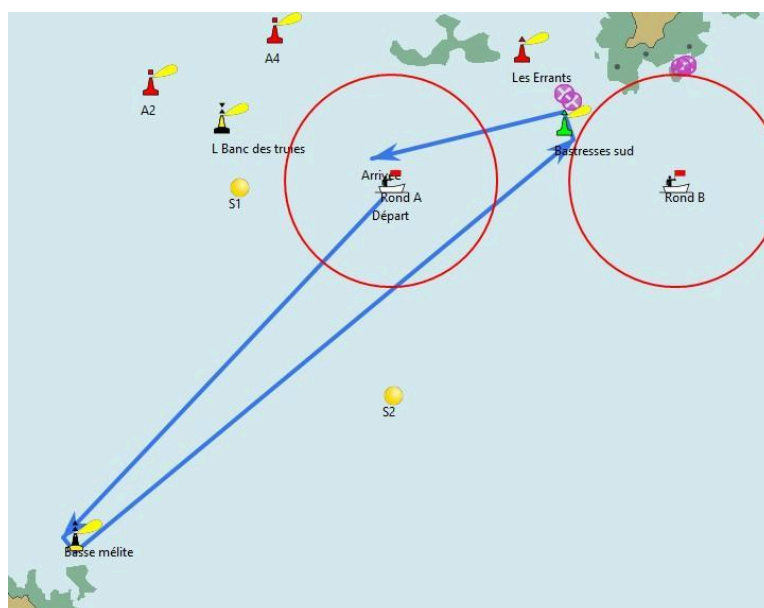 A4
Les Errants
A2
L Banc des truies
Bastresses sud
Arrivée
S1
Rond A
Rond B
Départ
S2
Basse mélite